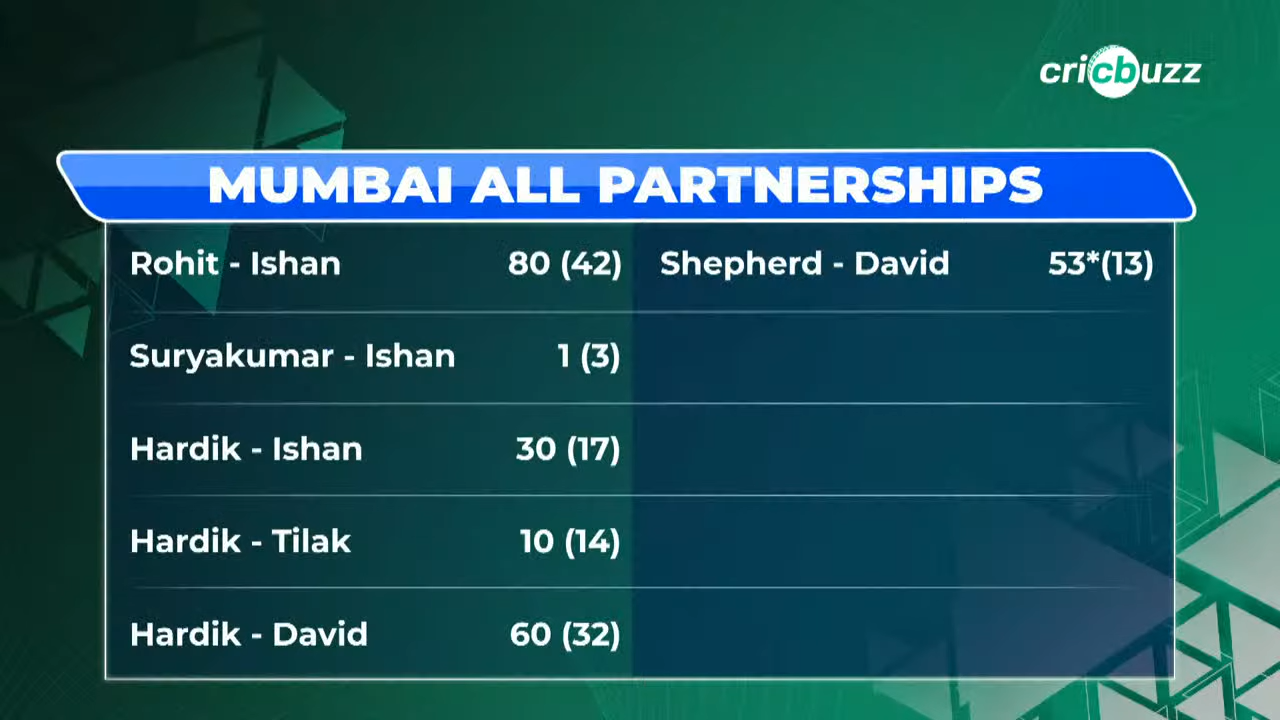 cricbuzz
MUMBAI ALL PARTNERSHIPS
Rohit - Ishan 80 (42)
Suryakumar - Ishan 1 (3)
Hardik - Ishan 30 (17)
Hardik - Tilak 10 (14)
Hardik - David 60 (32)
Shepherd - David 53*(13)